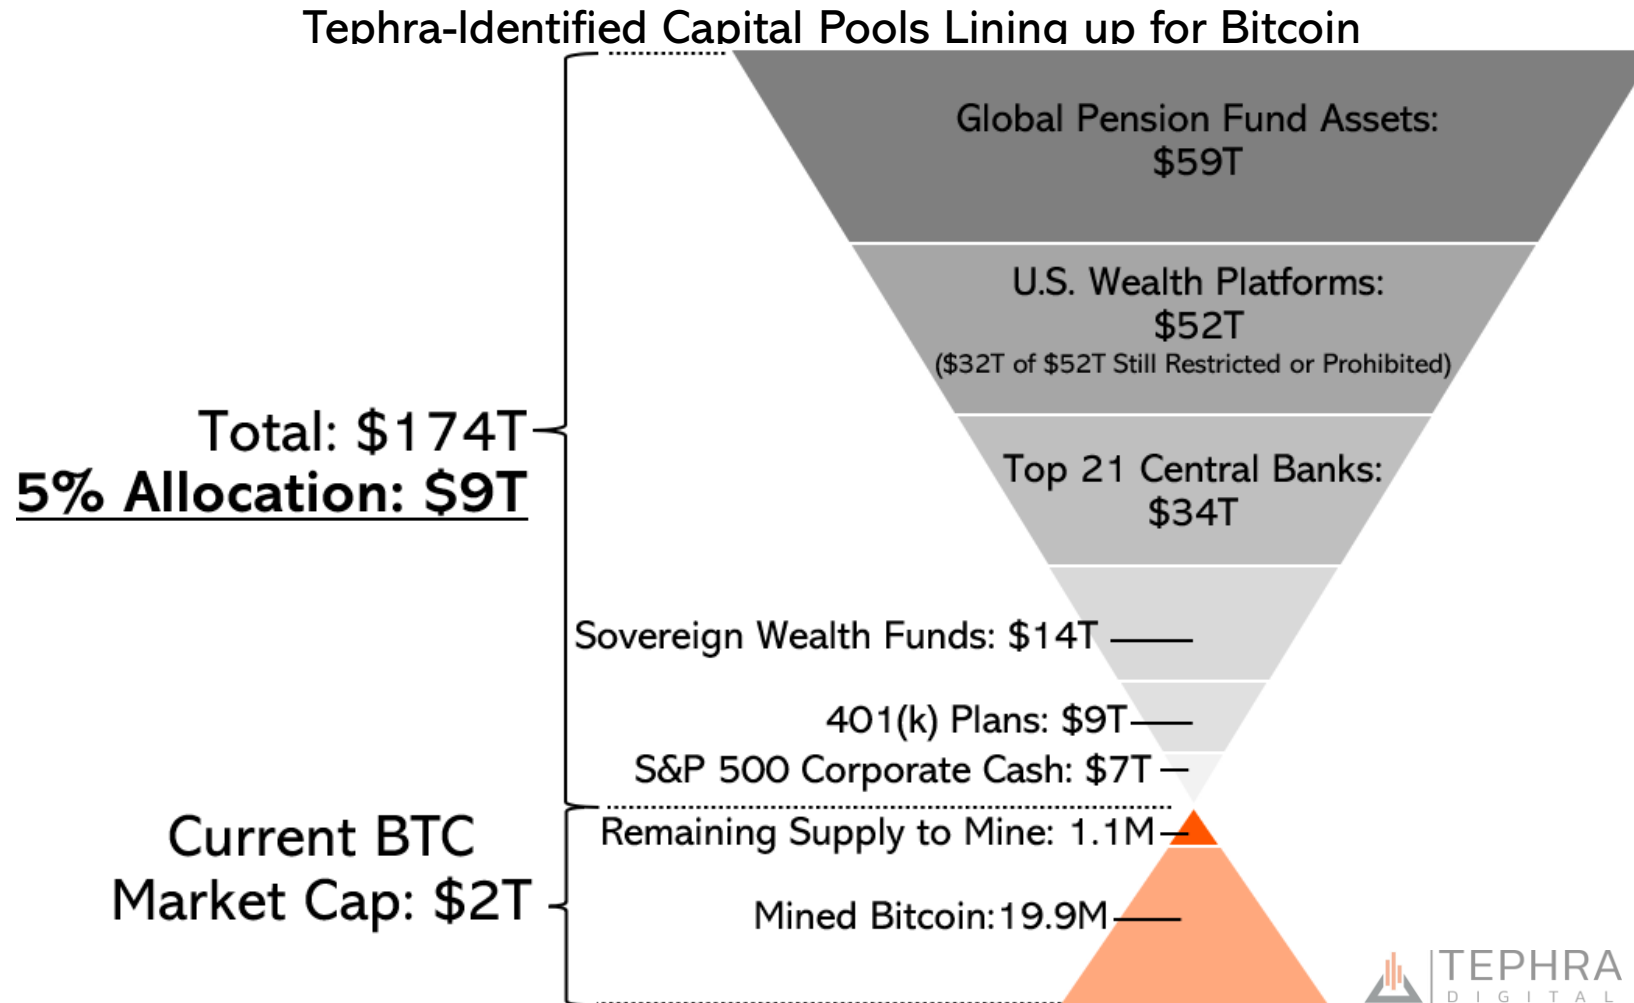 Tephra-Identified Capital Pools Lining up for Bitcoin
Global Pension Fund Assets:
$59T
U.S. Wealth Platforms:
$52T
($32T of $52T Still Restricted or Prohibited)
Total: $174T
5% Allocation: $9T
Top 21 Central Banks:
$34T
Sovereign Wealth Funds: $14T
401(k) Plans: $9T
S&P 500 Corporate Cash: $7T
Current BTC
Market Cap: $2T
Remaining Supply to Mine: 1.1M
Mined Bitcoin:19.9M
TEPHRA
DIGITAL